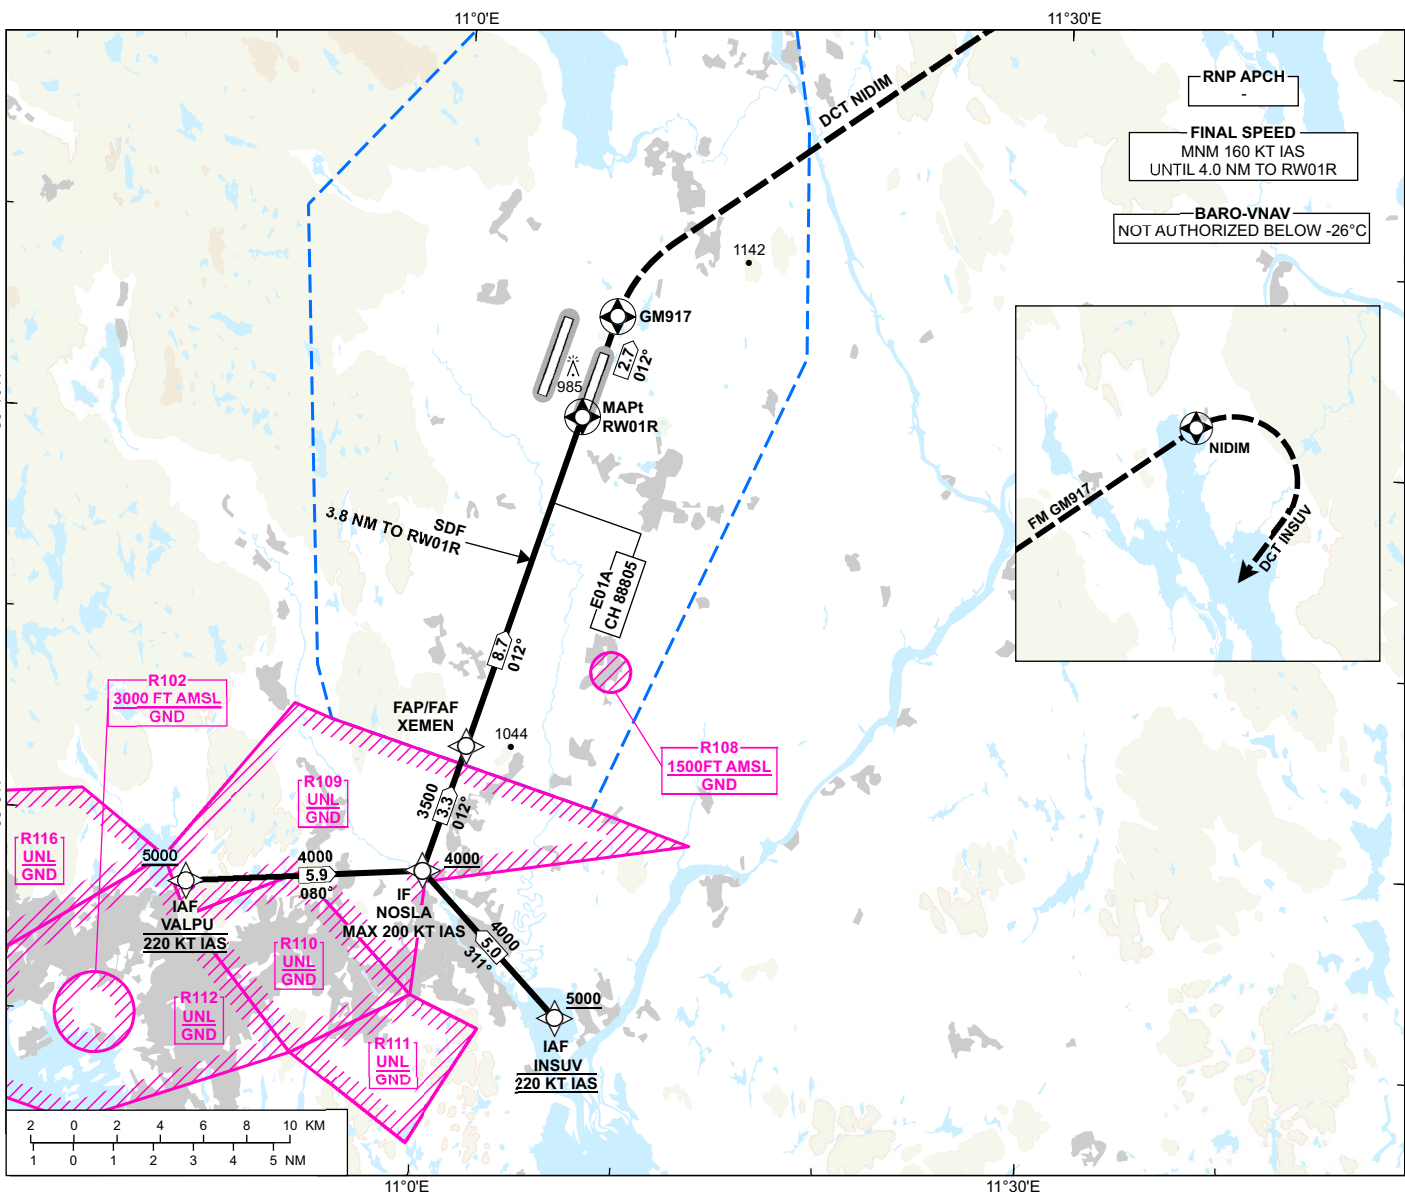 11°0'E
11°30'E
RNP APCH
-
FINAL SPEED
MNM 160 KT IAS
UNTIL 4.0 NM TO RW01R
BARO-VNAV
NOT AUTHORIZED BELOW -26°C
DCT NIDIM
1142
GM917
2.7
012°
985
MAPt
RW01R
NIDIM
FM GM917
DCT INSUV
SDF
3.8 NM TO RW01R
E01A
CH 88805
8.7
012°
R102
3000 FT AMSL
GND
FAP/FAF
XEMEN
1044
R108
1500FT AMSL
GND
R109
UNL
GND
3500
3.3
012°
R116
UNL
GND
5000
4000
5.9
080°
4000
IAF
VALPU
220 KT IAS
IF
NOSLA
MAX 200 KT IAS
4000
5.0
311°
R110
UNL
GND
R112
UNL
GND
5000
IAF
INSUV
220 KT IAS
R111
UNL
GND
2 0 2 4 6 8 10 KM
1 0 1 2 3 4 5 NM
11°0'E
11°30'E